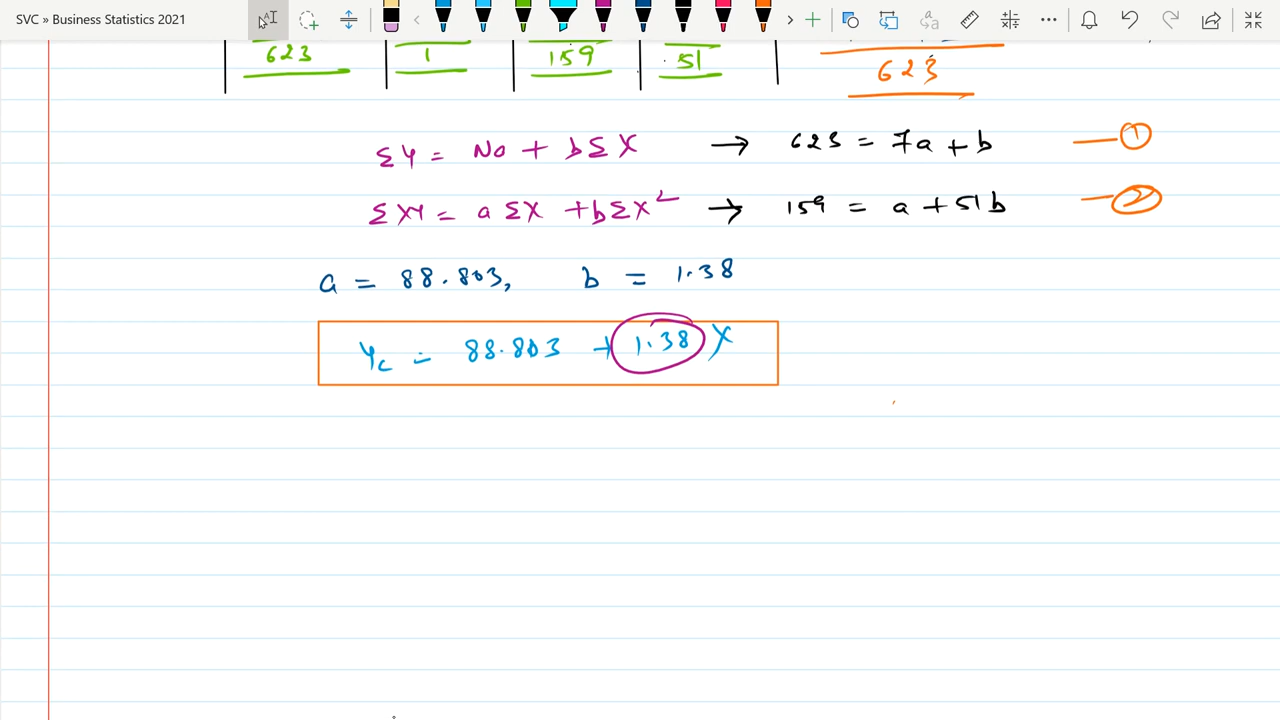 SVC » Business Statistics 2021
623 1 159 51 623
ΣY = Na + bΣX → 623 = 7a + b —①
ΣXY = a ΣX + bΣX² → 159 = a + 51b —②
a = 88.803, b = 1.38
Yc = 88.803 + 1.38 X